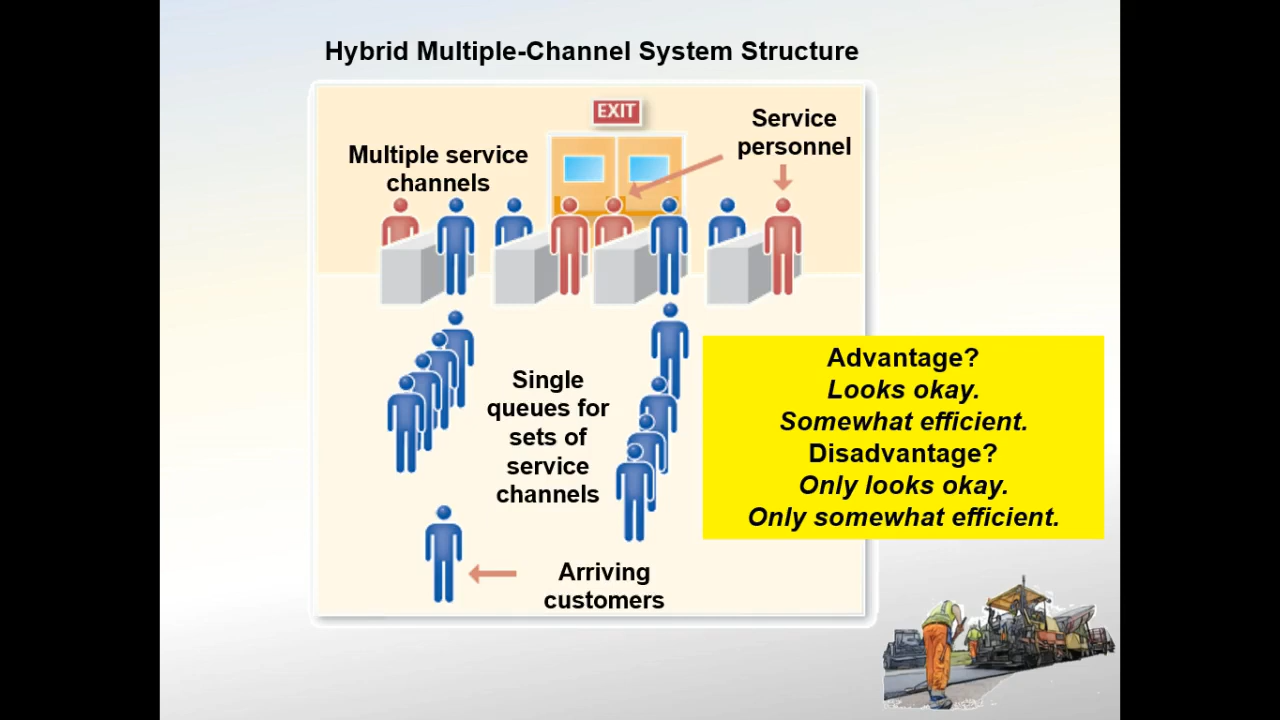 Hybrid Multiple-Channel System Structure
EXIT
Service
personnel
Multiple service
channels
Single
queues for
sets of
service
channels
Advantage?
Looks okay.
Somewhat efficient.
Disadvantage?
Only looks okay.
Only somewhat efficient.
Arriving
customers